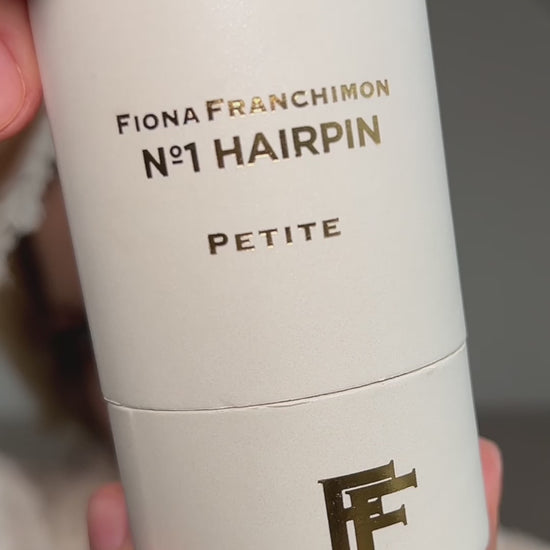 FIONA FRANCHIMON
Nº1 HAIRPIN
PETITE
FF